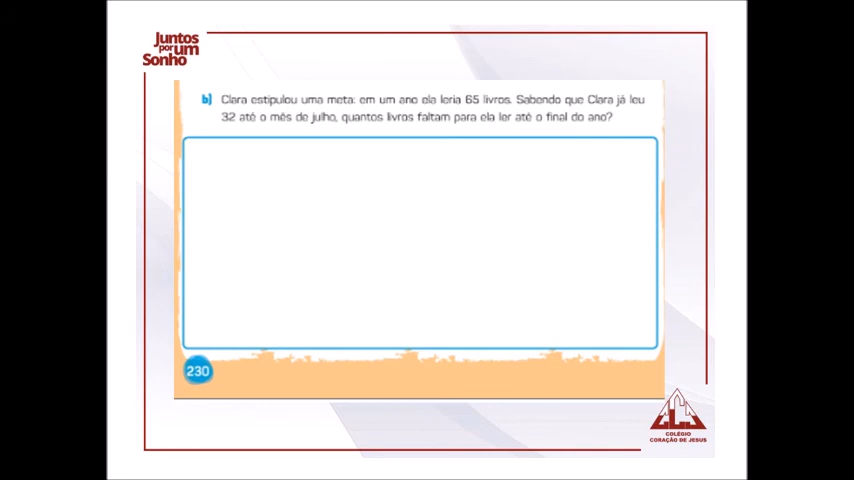 Juntos
por um
Sonho
b) Clara estipulou uma meta: em um ano ela leria 65 livros. Sabendo que Clara já leu
32 até o mês de julho, quantos livros faltam para ela ler até o final do ano?
230
COLÉGIO
CORAÇÃO DE JESUS